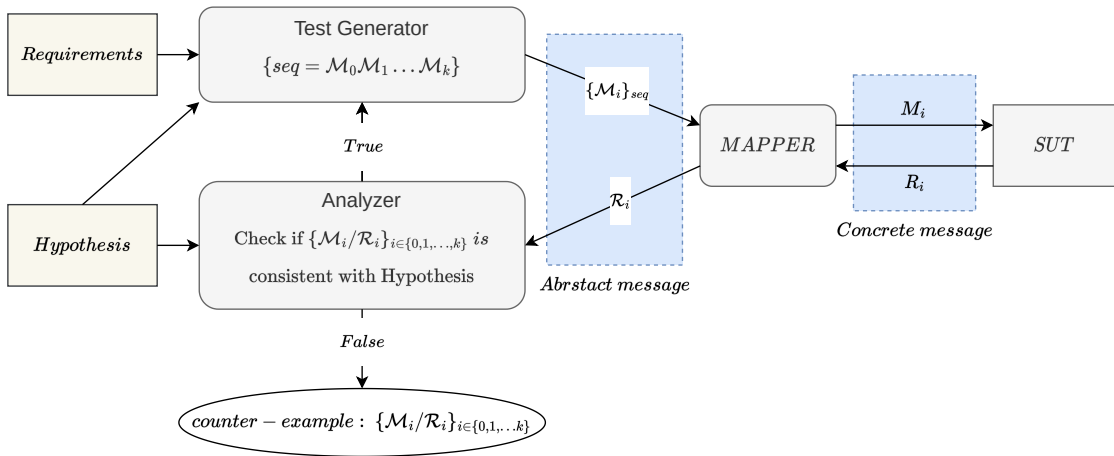 Requirements
Test Generator
{seq = ℳ₀ℳ₁ … ℳₖ}
{ℳᵢ}seq
Mᵢ
MAPPER
SUT
True
Rᵢ
ℛᵢ
Analyzer
Hypothesis
Check if {ℳᵢ/ℛᵢ}i∈{0,1,…,k} is
consistent with Hypothesis
Concrete message
Abrstact message
False
counter − example : {ℳᵢ/ℛᵢ}i∈{0,1,…k}